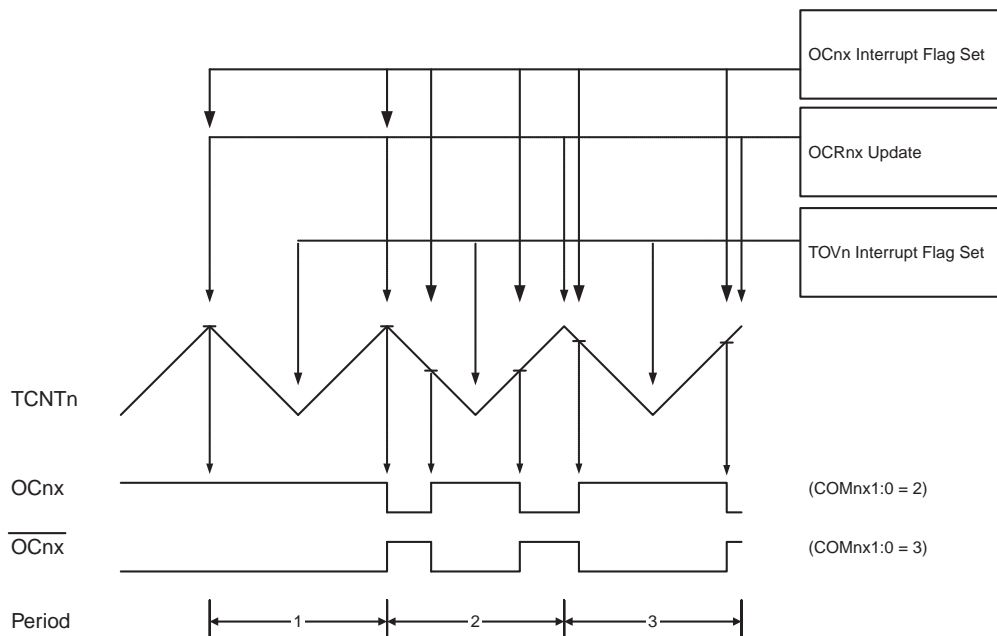 OCnx Interrupt Flag Set
OCRnx Update
TOVn Interrupt Flag Set
TCNTn
OCnx
(COMnx1:0 = 2)
OCnx
(COMnx1:0 = 3)
Period
1
2
3